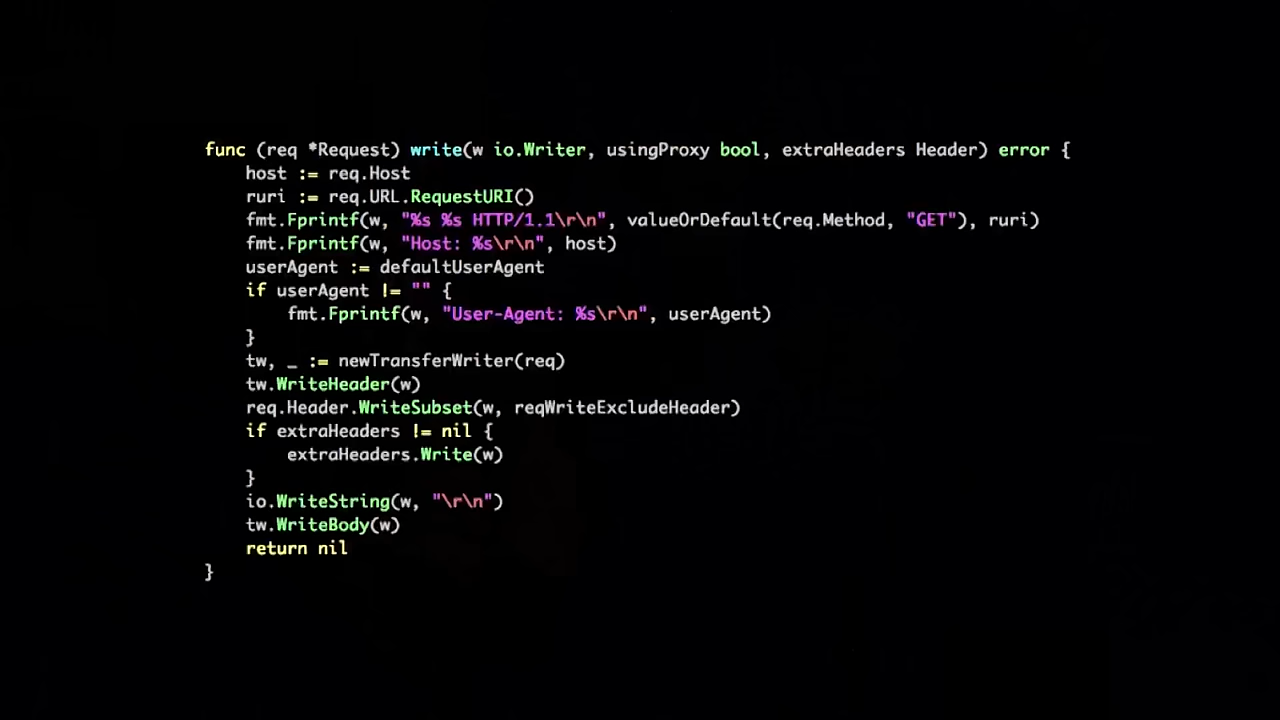 func (req *Request) write(w io.Writer, usingProxy bool, extraHeaders Header) error {
    host := req.Host
    ruri := req.URL.RequestURI()
    fmt.Fprintf(w, "%s %s HTTP/1.1\r\n", valueOrDefault(req.Method, "GET"), ruri)
    fmt.Fprintf(w, "Host: %s\r\n", host)
    userAgent := defaultUserAgent
    if userAgent != "" {
        fmt.Fprintf(w, "User-Agent: %s\r\n", userAgent)
    }
    tw, _ := newTransferWriter(req)
    tw.WriteHeader(w)
    req.Header.WriteSubset(w, reqWriteExcludeHeader)
    if extraHeaders != nil {
        extraHeaders.Write(w)
    }
    io.WriteString(w, "\r\n")
    tw.WriteBody(w)
    return nil
}